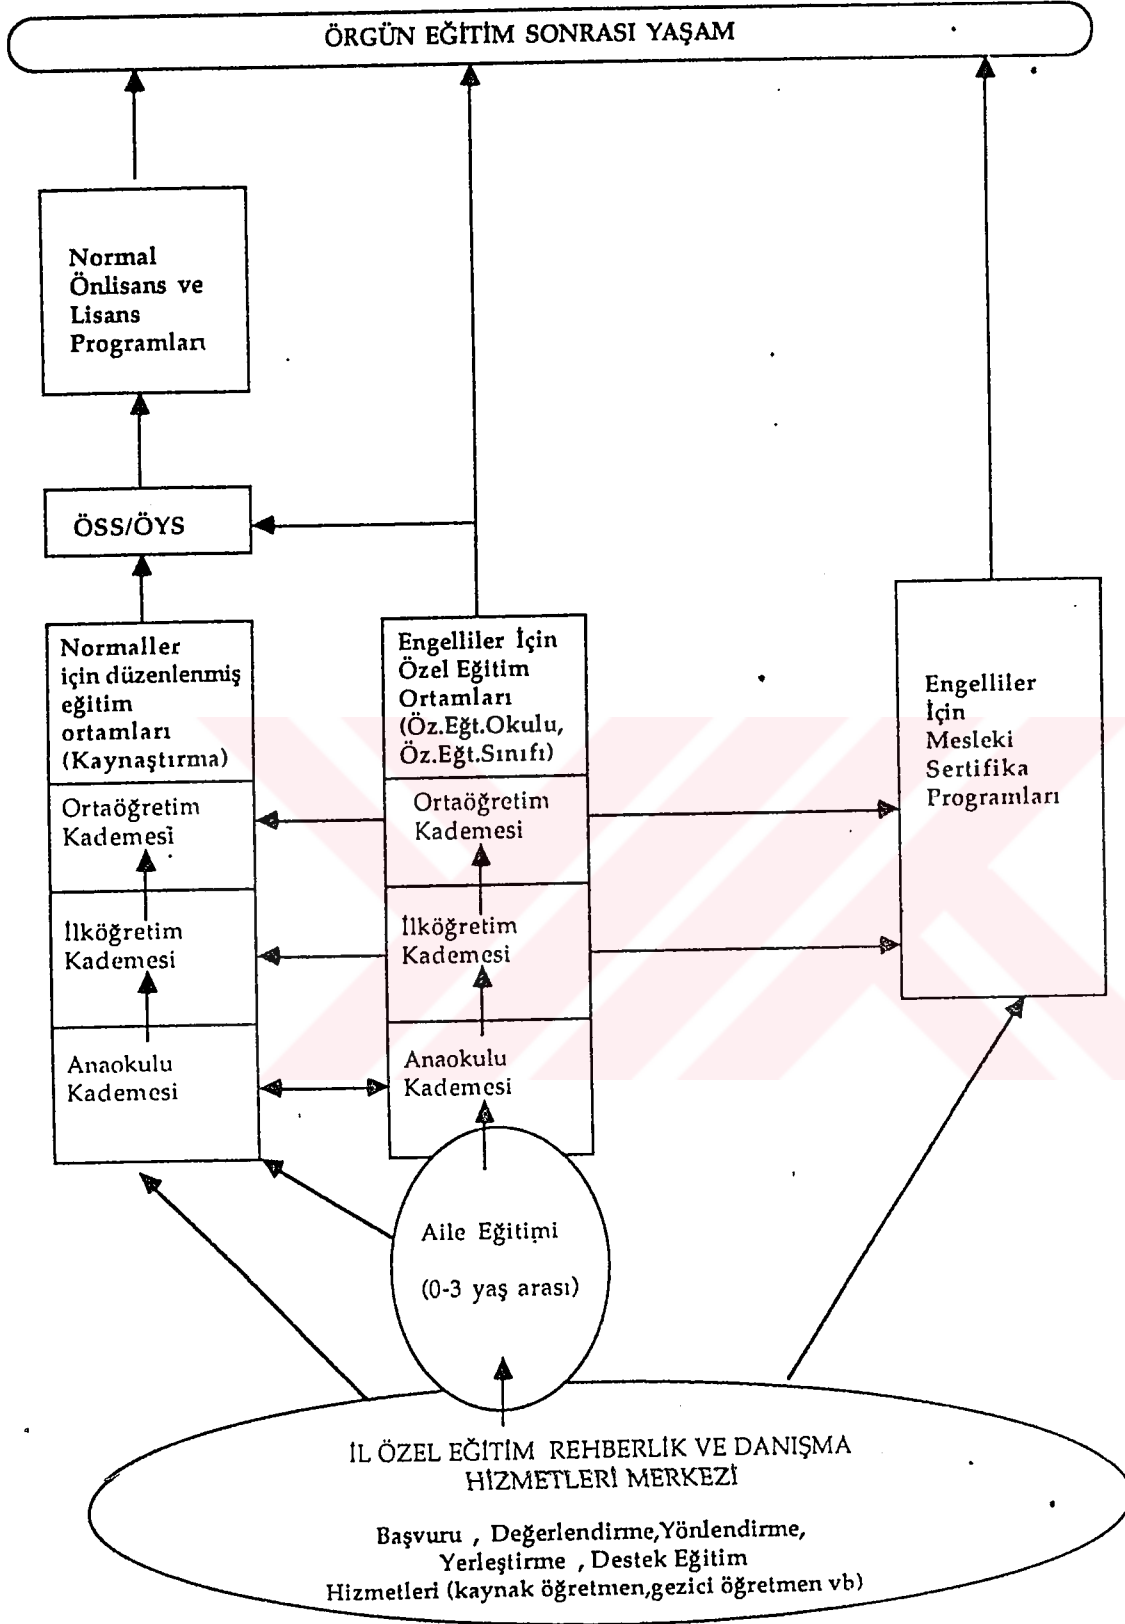 ÖRGÜN EĞİTİM SONRASI YAŞAM
Normal
Önlisans ve
Lisans
Programları
ÖSS/ÖYS
Normaller
için düzenlenmiş
eğitim
ortamları
(Kaynaştırma)
Ortaöğretim
Kademesi
İlköğretim
Kademesi
Anaokulu
Kademesi
Engelliler İçin
Özel Eğitim
Ortamları
(Öz.Eğt.Okulu,
Öz.Eğt.Sınıfı)
Ortaöğretim
Kademesi
İlköğretim
Kademesi
Anaokulu
Kademesi
Engelliler
İçin
Mesleki
Sertifika
Programları
Aile Eğitimi
(0-3 yaş arası)
İL ÖZEL EĞİTİM REHBERLİK VE DANIŞMA
HİZMETLERİ MERKEZİ
Başvuru , Değerlendirme,Yönlendirme,
Yerleştirme , Destek Eğitim
Hizmetleri (kaynak öğretmen,gezici öğretmen vb)